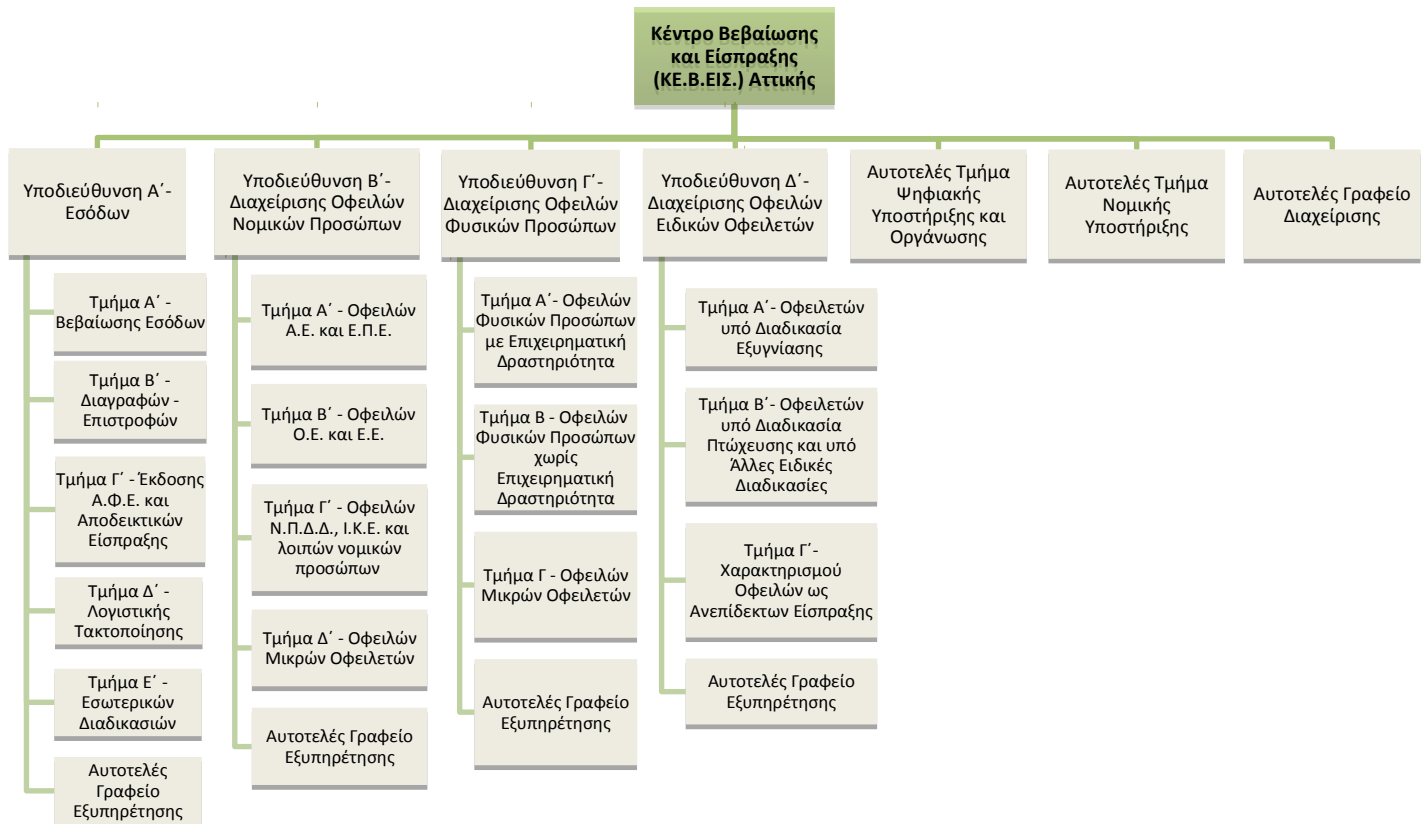 Κέντρο Βεβαίωσης
και Είσπραξης
(ΚΕ.Β.ΕΙΣ.) Αττικής
Υποδιεύθυνση Α΄-
Εσόδων
Υποδιεύθυνση Β΄-
Διαχείρισης Οφειλών
Νομικών Προσώπων
Υποδιεύθυνση Γ΄-
Διαχείρισης Οφειλών
Φυσικών Προσώπων
Υποδιεύθυνση Δ΄-
Διαχείρισης Οφειλών
Ειδικών Οφειλετών
Αυτοτελές Τμήμα
Ψηφιακής
Υποστήριξης και
Οργάνωσης
Αυτοτελές Τμήμα
Νομικής
Υποστήριξης
Αυτοτελές Γραφείο
Διαχείρισης
Τμήμα Α΄ -
Βεβαίωσης Εσόδων
Τμήμα Β΄ -
Διαγραφών -
Επιστροφών
Τμήμα Γ΄ - Έκδοσης
Α.Φ.Ε. και
Αποδεικτικών
Είσπραξης
Τμήμα Δ΄ -
Λογιστικής
Τακτοποίησης
Τμήμα Ε΄ -
Εσωτερικών
Διαδικασιών
Αυτοτελές
Γραφείο
Εξυπηρέτησης
Τμήμα Α΄ - Οφειλών
Α.Ε. και Ε.Π.Ε.
Τμήμα Β΄ - Οφειλών
Ο.Ε. και Ε.Ε.
Τμήμα Γ΄ - Οφειλών
Ν.Π.Δ.Δ., Ι.Κ.Ε. και
λοιπών νομικών
προσώπων
Τμήμα Δ΄ - Οφειλών
Μικρών Οφειλετών
Αυτοτελές Γραφείο
Εξυπηρέτησης
Τμήμα Α΄- Οφειλών
Φυσικών Προσώπων
με Επιχειρηματική
Δραστηριότητα
Τμήμα Β - Οφειλών
Φυσικών Προσώπων
χωρίς
Επιχειρηματική
Δραστηριότητα
Τμήμα Γ - Οφειλών
Μικρών Οφειλετών
Αυτοτελές Γραφείο
Εξυπηρέτησης
Τμήμα Α΄- Οφειλετών
υπό Διαδικασία
Εξυγνίασης
Τμήμα Β΄- Οφειλετών
υπό Διαδικασία
Πτώχευσης και υπό
Άλλες Ειδικές
Διαδικασίες
Τμήμα Γ΄-
Χαρακτηρισμού
Οφειλών ως
Ανεπίδεκτων Είσπραξης
Αυτοτελές Γραφείο
Εξυπηρέτησης